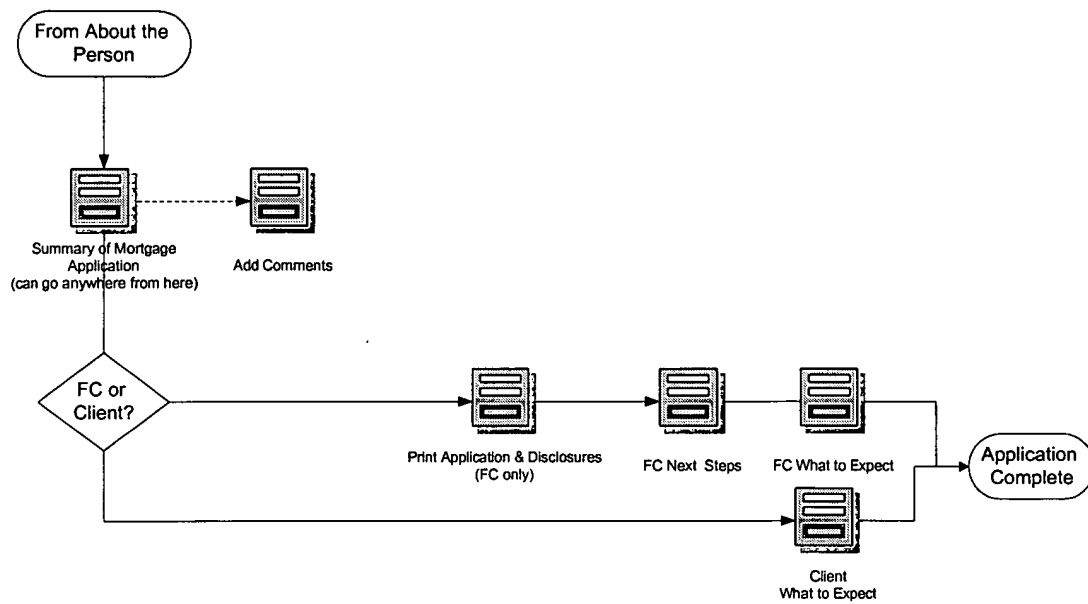 From About the
Person
Summary of Mortgage
Application
(can go anywhere from here)
Add Comments
FC or
Client?
Print Application & Disclosures
(FC only)
FC Next Steps
FC What to Expect
Application
Complete
Client
What to Expect